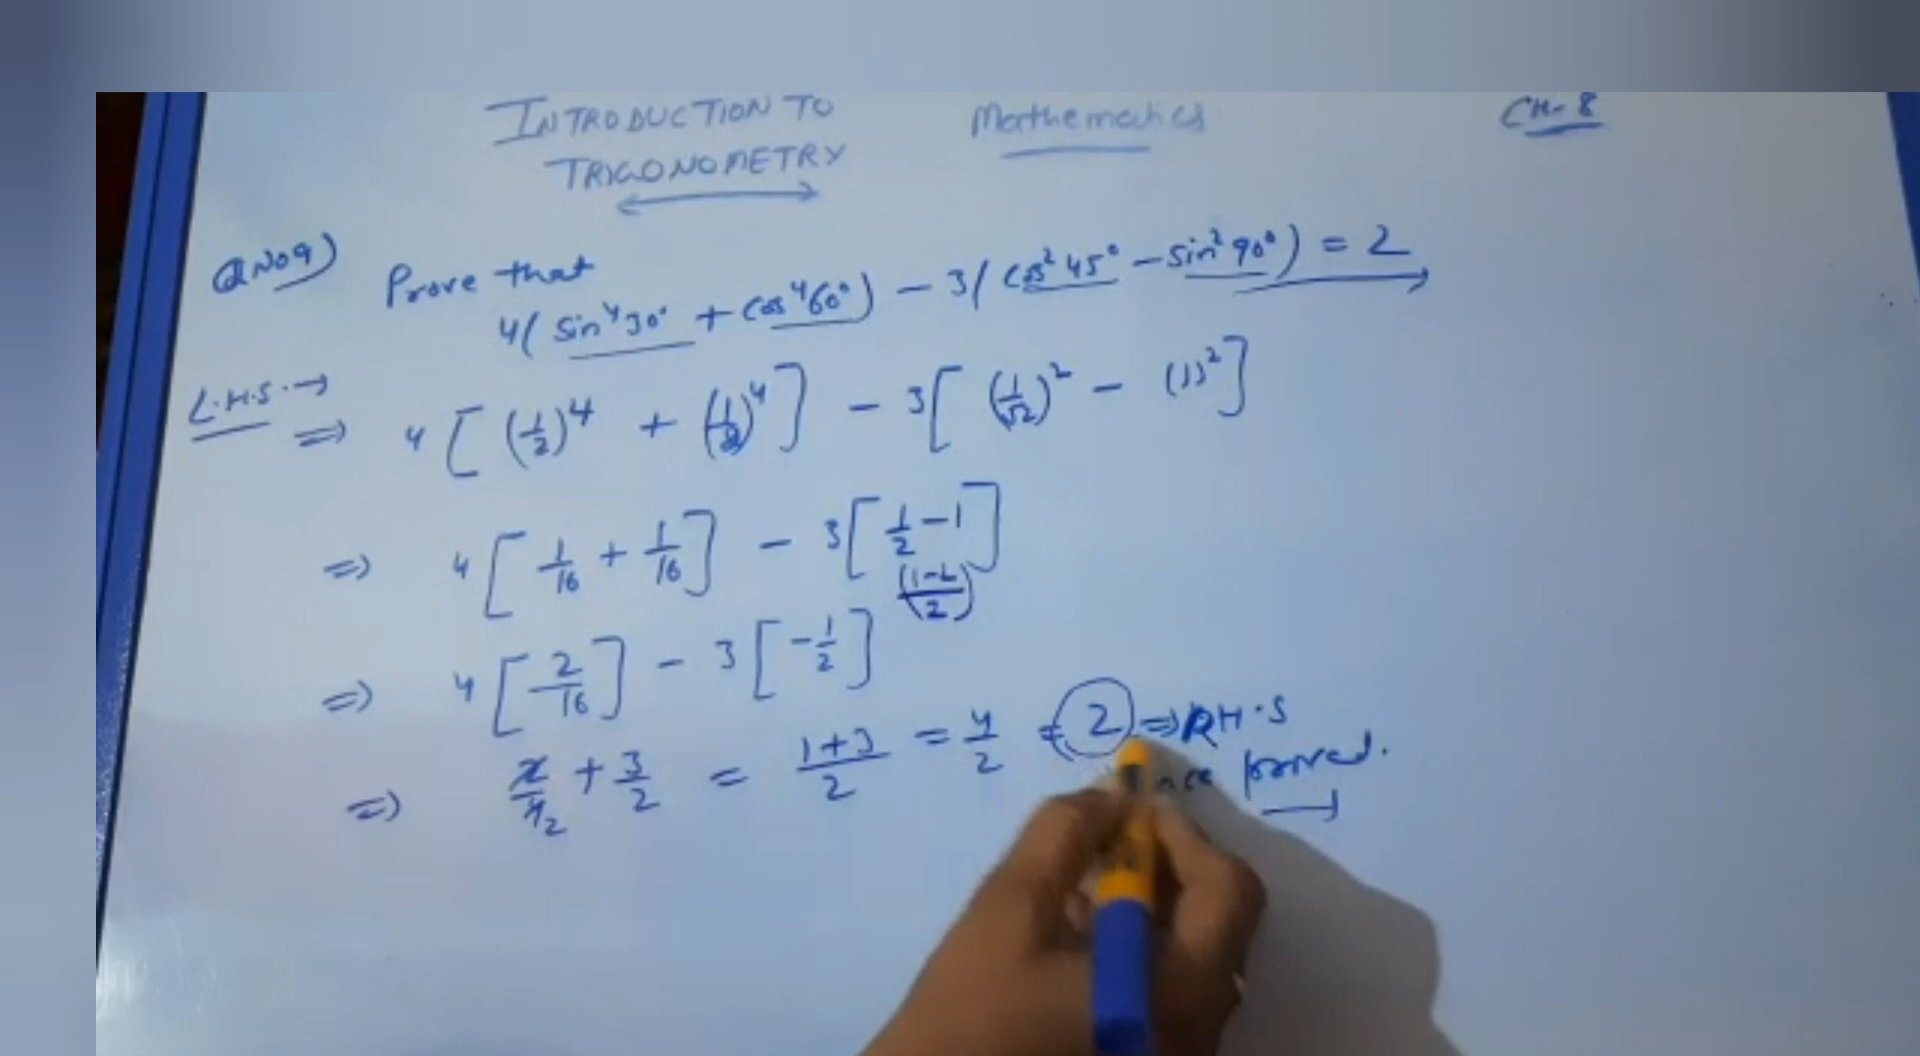 INTRODUCTION TO TRIGONOMETRY
Mathematics
CH-8
Q No 9) Prove that
4( sin⁴30° + cos⁴60°) - 3( cos²45° - sin²90°) = 2
L.H.S. →
⇒ 4 [ (1/2)⁴ + (1/2)⁴ ] - 3 [ (1/√2)² - (1)² ]
⇒ 4 [ 1/16 + 1/16 ] - 3 [ 1/2 - 1 ]
(1-2/2)
⇒ 4 [ 2/16 ] - 3 [ -1/2 ]
⇒ + 3/2 = 1+3/2 = 4/2 = 2 ⇒ R.H.S
proved.